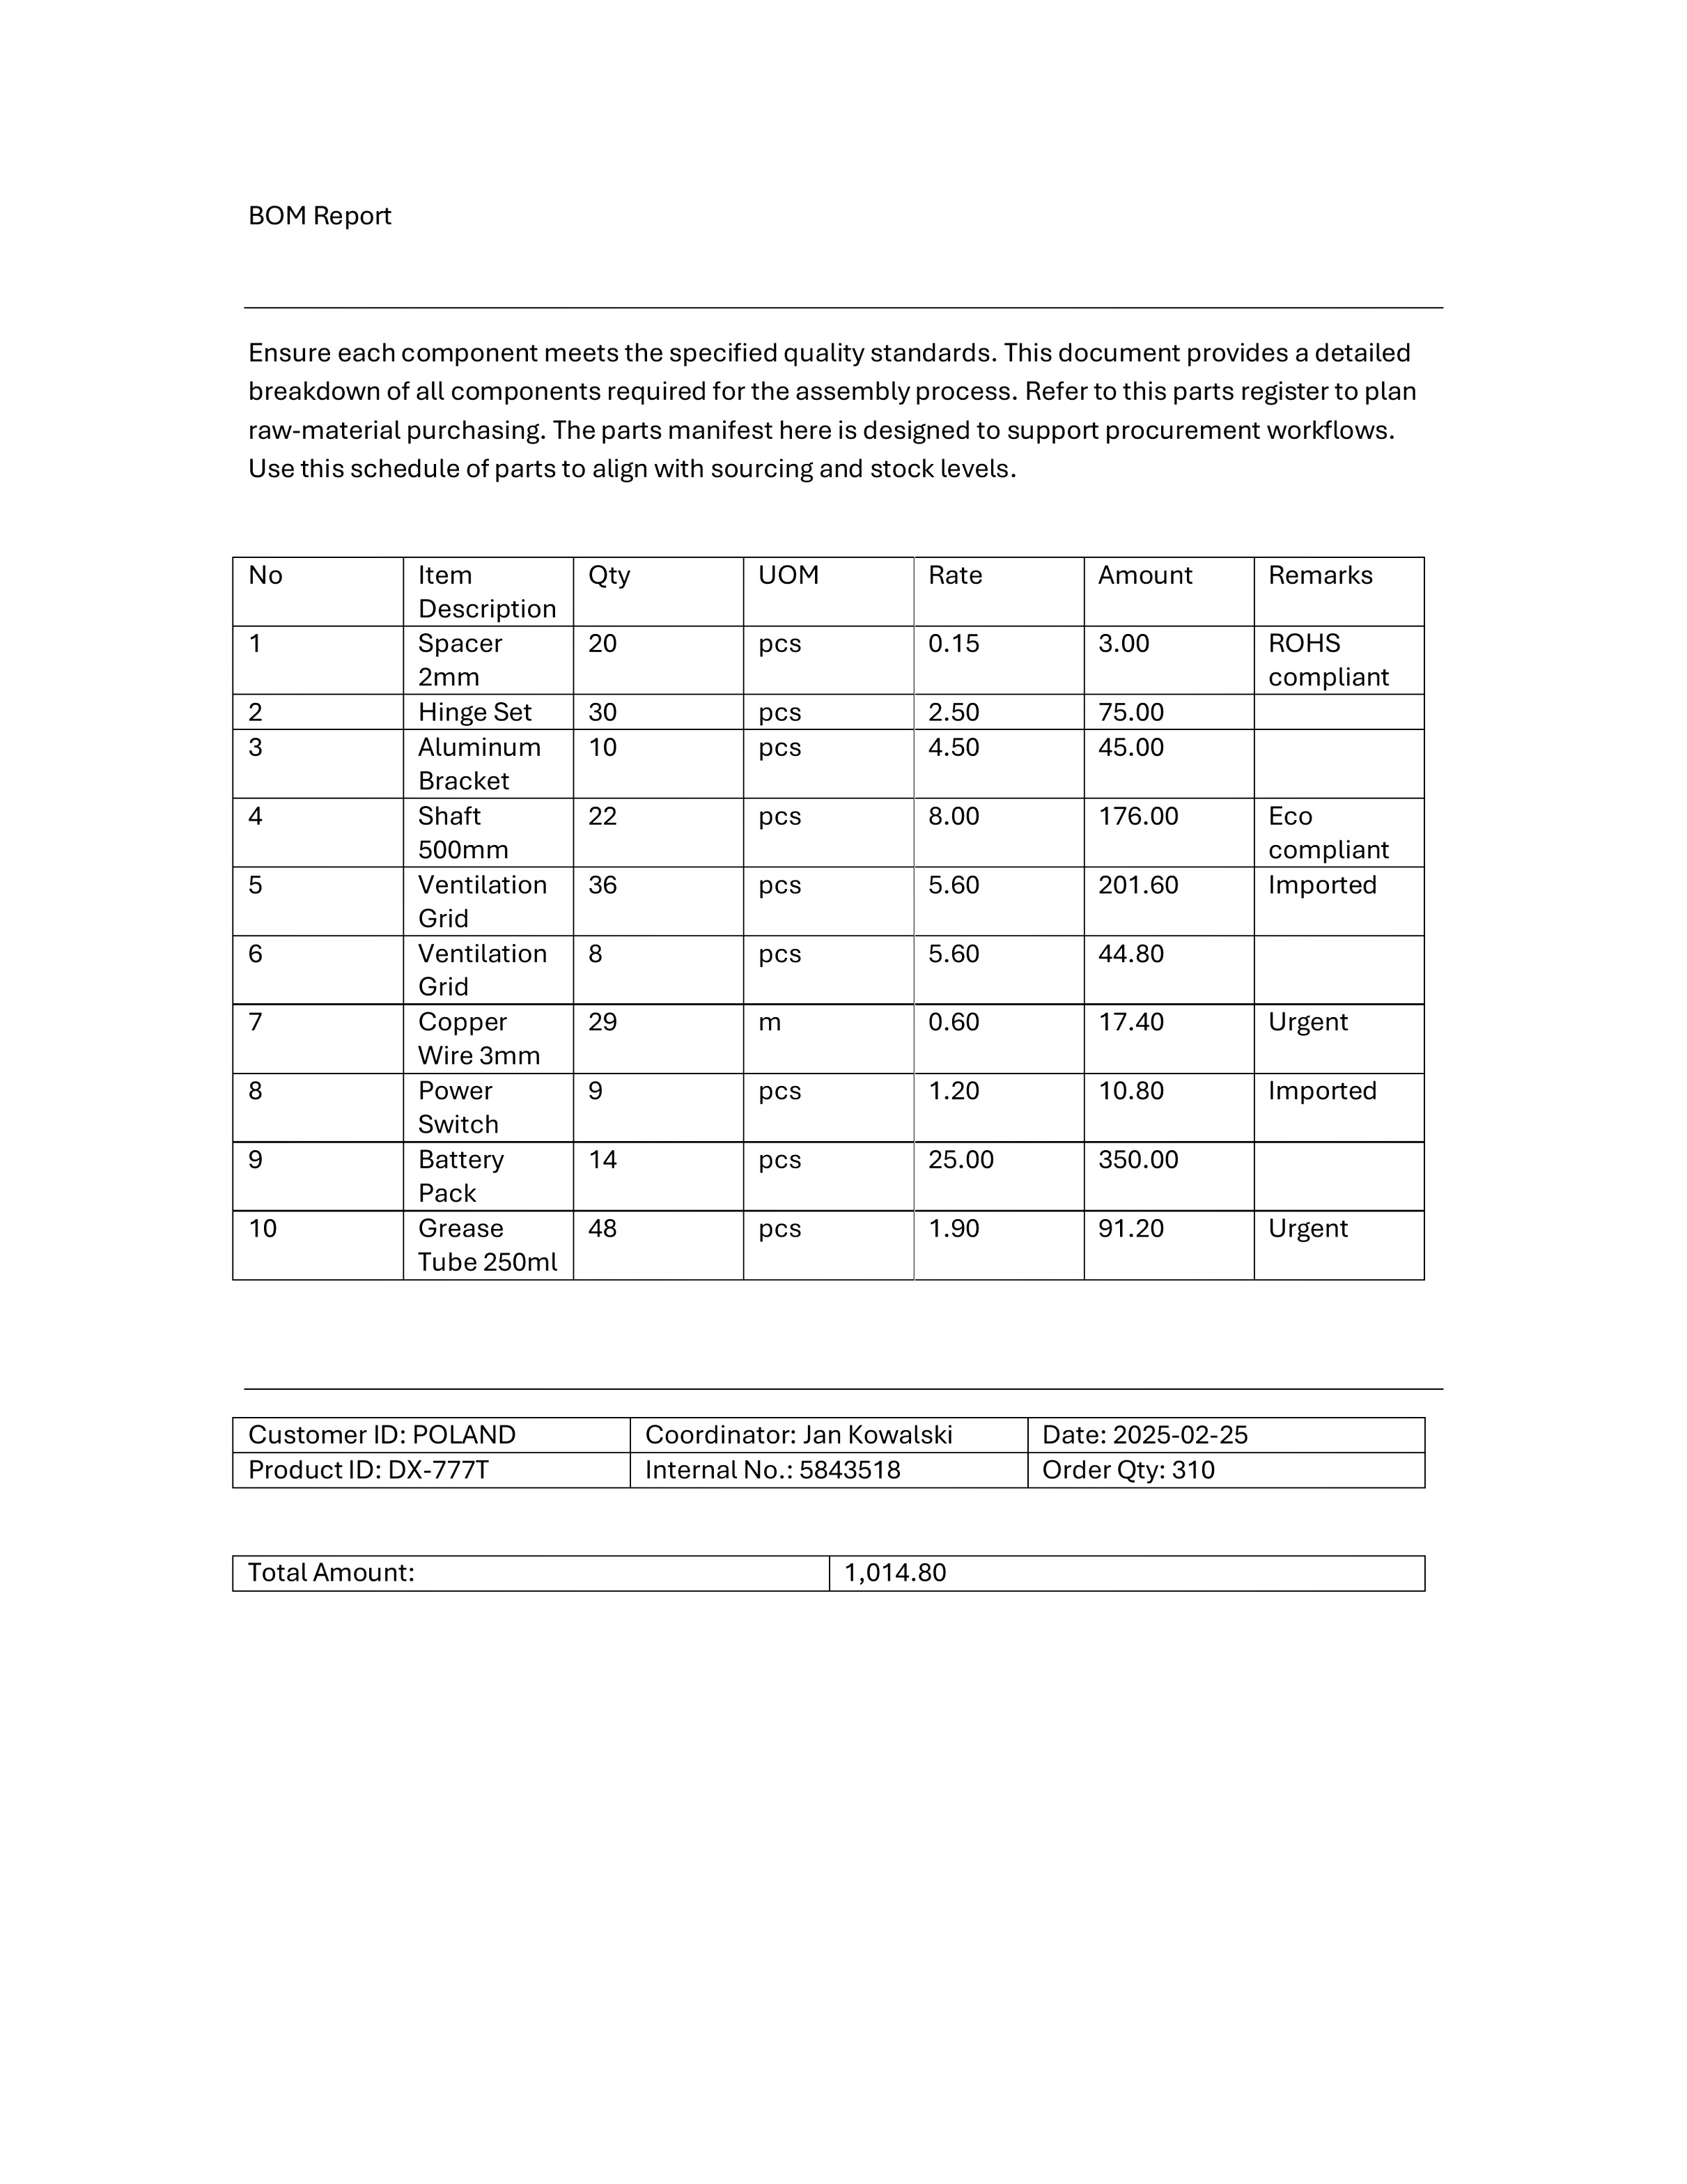 BOM Report
Ensure each component meets the specified quality standards. This document provides a detailed
breakdown of all components required for the assembly process. Refer to this parts register to plan
raw-material purchasing. The parts manifest here is designed to support procurement workflows.
Use this schedule of parts to align with sourcing and stock levels.
No Item Description Qty UOM Rate Amount Remarks
1 Spacer 2mm 20 pcs 0.15 3.00 ROHS compliant
2 Hinge Set 30 pcs 2.50 75.00
3 Aluminum Bracket 10 pcs 4.50 45.00
4 Shaft 500mm 22 pcs 8.00 176.00 Eco compliant
5 Ventilation Grid 36 pcs 5.60 201.60 Imported
6 Ventilation Grid 8 pcs 5.60 44.80
7 Copper Wire 3mm 29 m 0.60 17.40 Urgent
8 Power Switch 9 pcs 1.20 10.80 Imported
9 Battery Pack 14 pcs 25.00 350.00
10 Grease Tube 250ml 48 pcs 1.90 91.20 Urgent
Customer ID: POLAND Coordinator: Jan Kowalski Date: 2025-02-25
Product ID: DX-777T Internal No.: 5843518 Order Qty: 310
Total Amount: 1,014.80